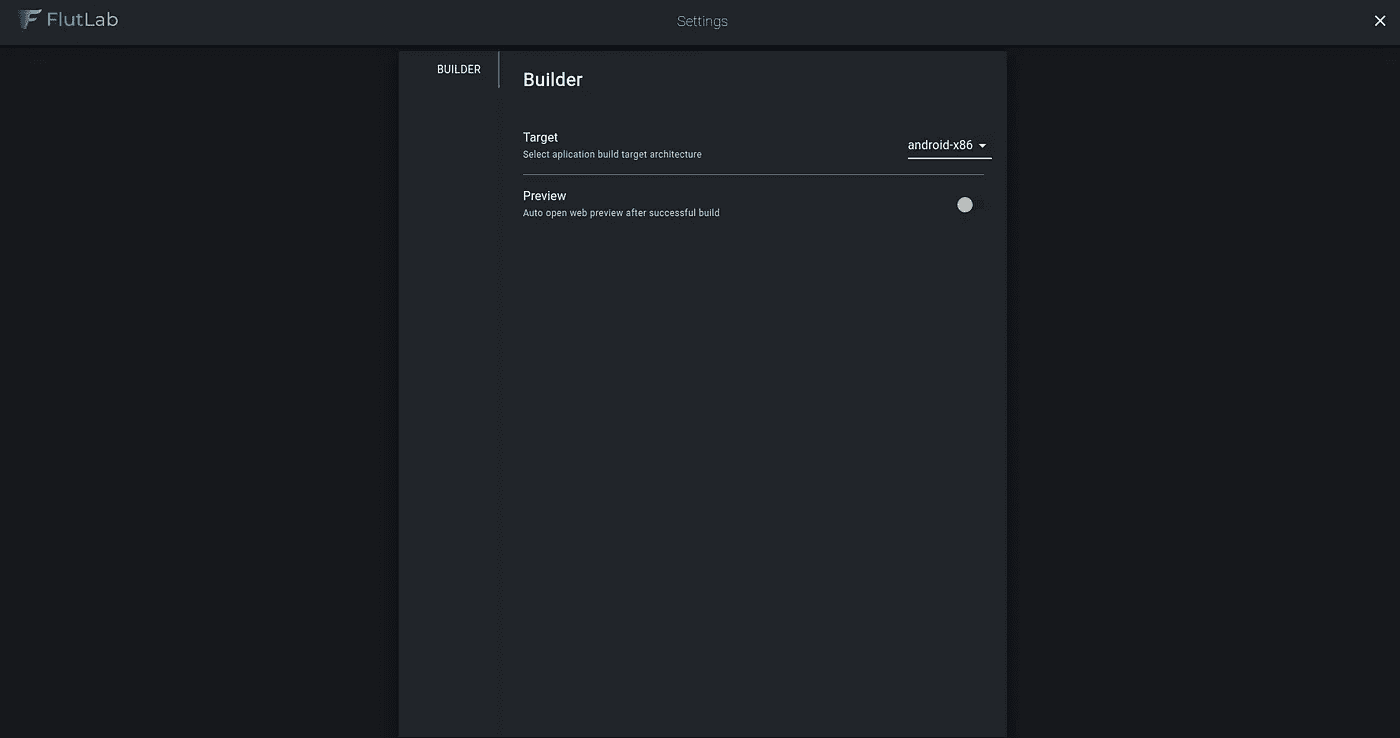 FlutLab
Settings
BUILDER
Builder
Target
Select aplication build target architecture
android-x86
Preview
Auto open web preview after successful build